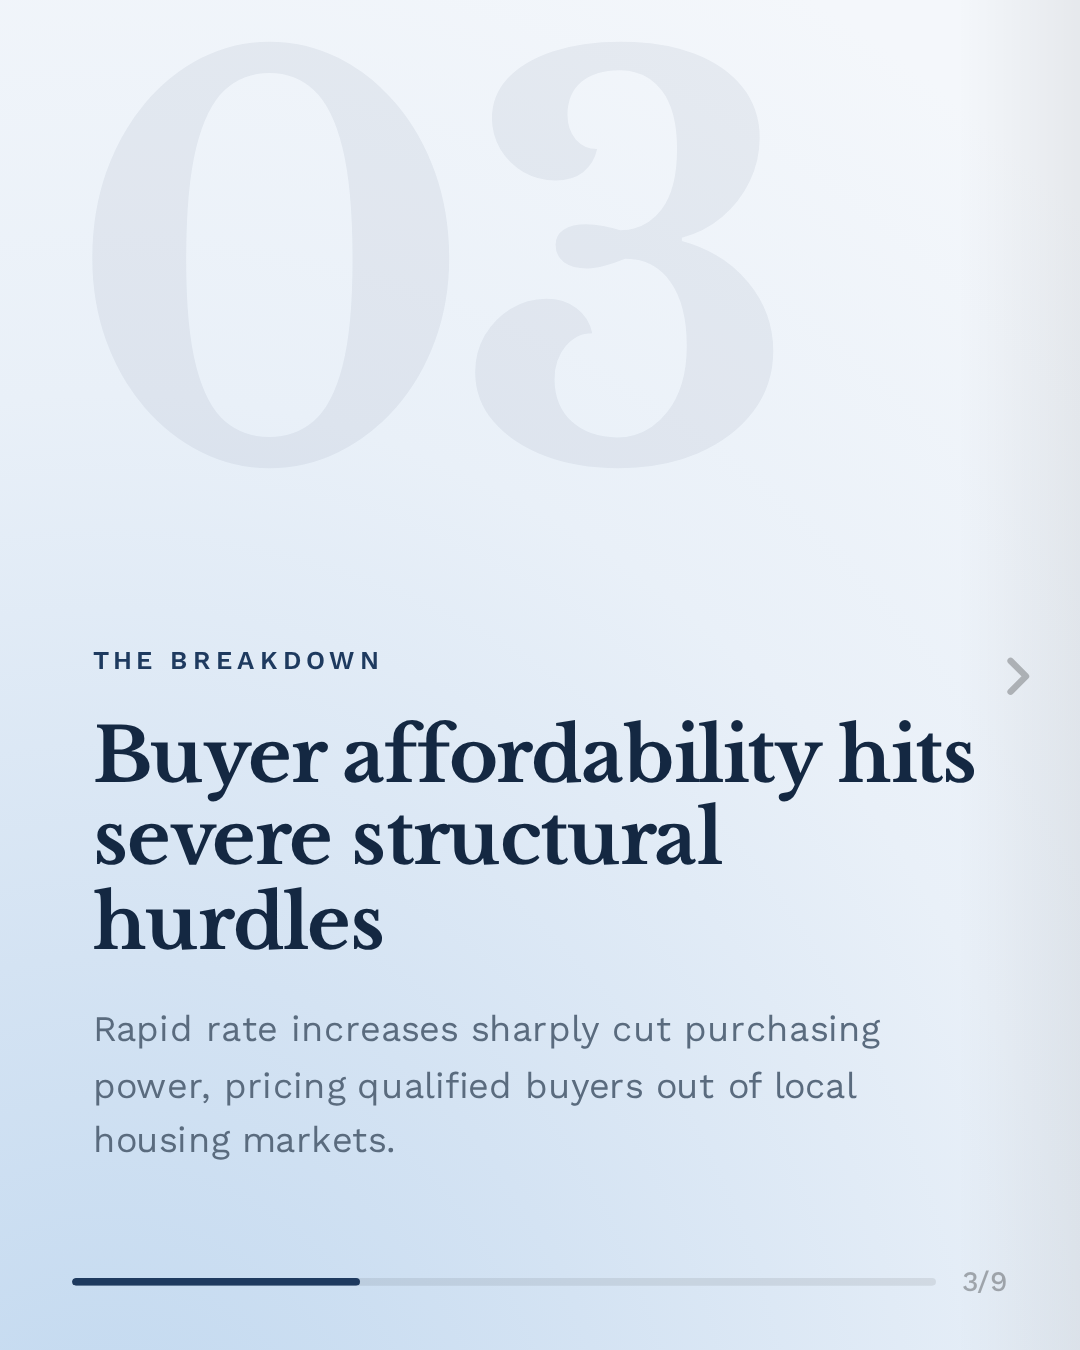 03
THE BREAKDOWN
Buyer affordability hits
severe structural
hurdles
Rapid rate increases sharply cut purchasing
power, pricing qualified buyers out of local
housing markets.
3/9